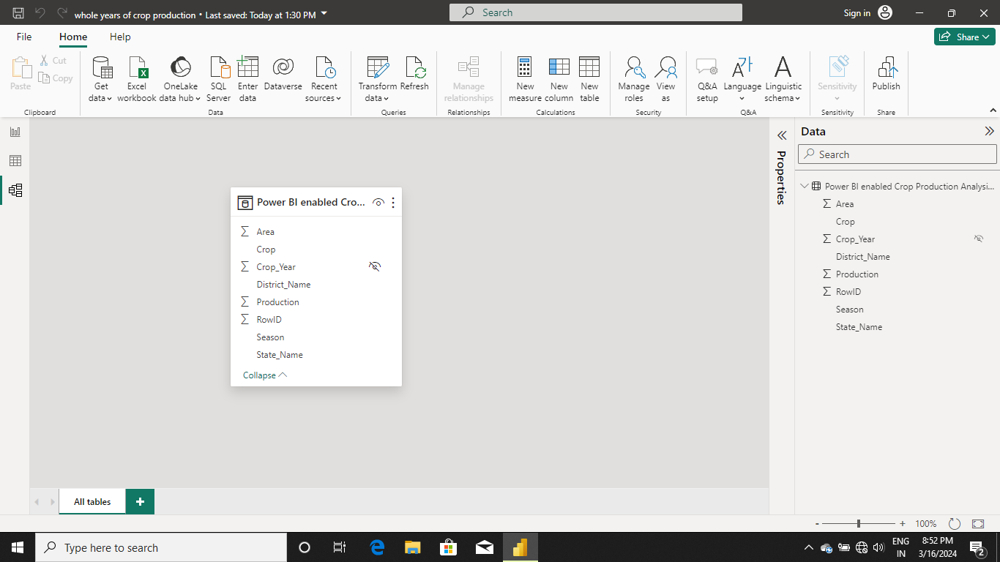 whole years of crop production • Last saved: Today at 1:30 PM
Search
Sign in
File
Home
Help
Share
Paste
Cut
Copy
Clipboard
Get data
Excel workbook
OneLake data hub
SQL Server
Enter data
Dataverse
Recent sources
Data
Transform data
Refresh
Queries
Manage relationships
Relationships
New measure
New column
New table
Calculations
Manage roles
View as
Security
Q&A setup
Language
Linguistic schema
Q&A
Sensitivity
Sensitivity
Publish
Share
Power BI enabled Cro...
Area
Crop
Crop_Year
District_Name
Production
RowID
Season
State_Name
Collapse
Properties
Data
Search
Power BI enabled Crop Production Analysi...
Area
Crop
Crop_Year
District_Name
Production
RowID
Season
State_Name
All tables
+
- + 100%
Type here to search
ENG
IN
8:52 PM
3/16/2024
2